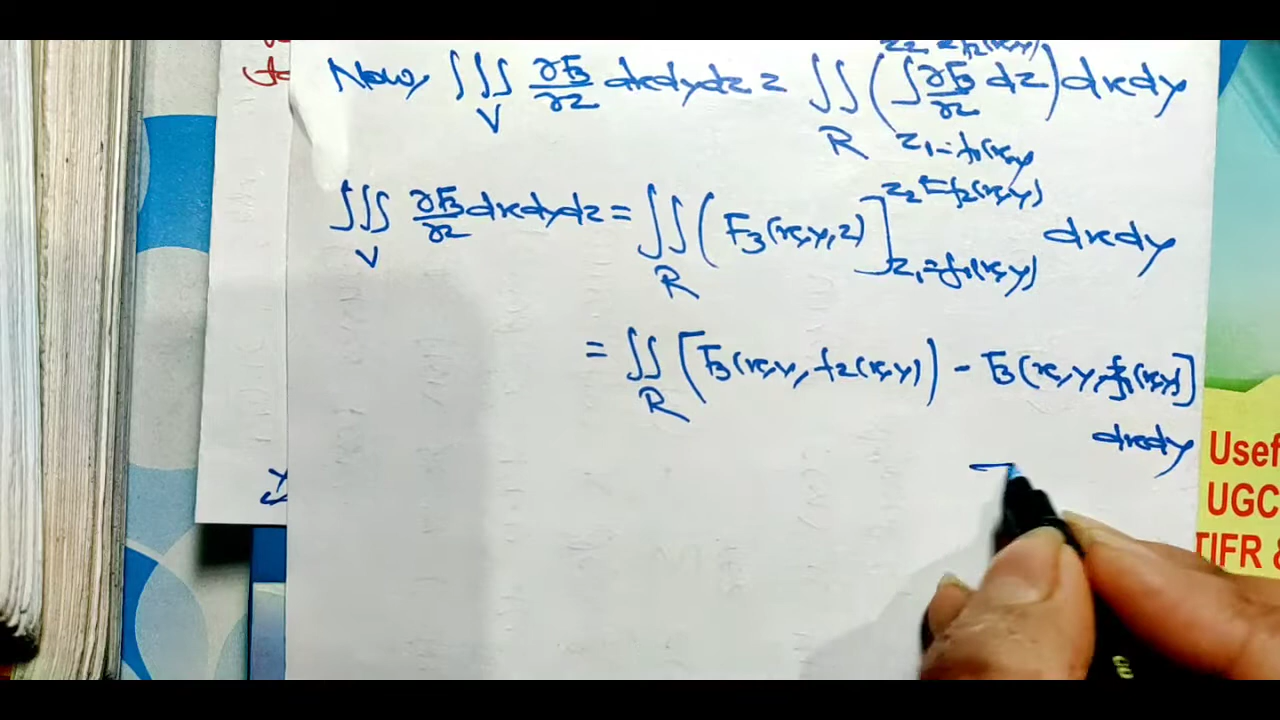 Now, ∫∫∫_V ∂F3/∂z dxdydz = ∫∫_R (∫_{z1=f1(x,y)}^{z2=f2(x,y)} ∂F3/∂z dz) dxdy
∫∫∫_V ∂F3/∂z dxdydz = ∫∫_R (F3(x,y,z)]_{z1=f1(x,y)}^{z2=f2(x,y)} dxdy
= ∫∫_R [F3(x,y,f2(x,y)) - F3(x,y,f1(x,y)]
dxdy
Usef
UGC
TIFR &